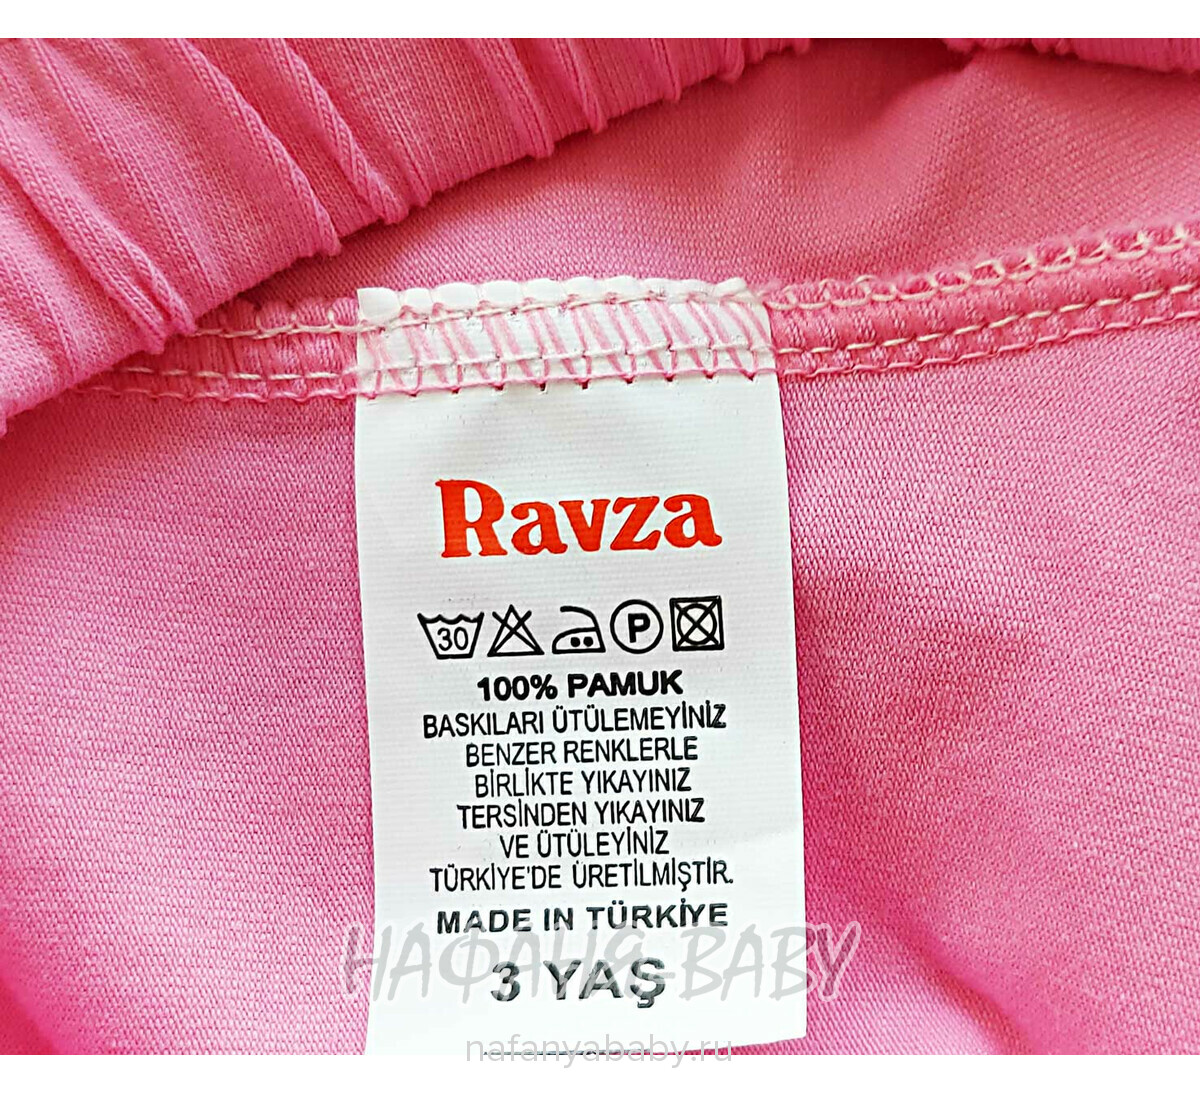 Ravza
30 P
100% PAMUK
BASKILARI ÜTÜLEMEYİNİZ
BENZER RENKLERLE
BİRLİKTE YIKAYINIZ
TERSİNDEN YIKAYINIZ
VE ÜTÜLEYİNİZ
TÜRKİYE'DE ÜRETİLMİŞTİR.
MADE IN TÜRKİYE
НАФАНЯ-BABY
3 YAŞ
nafanyababy.ru